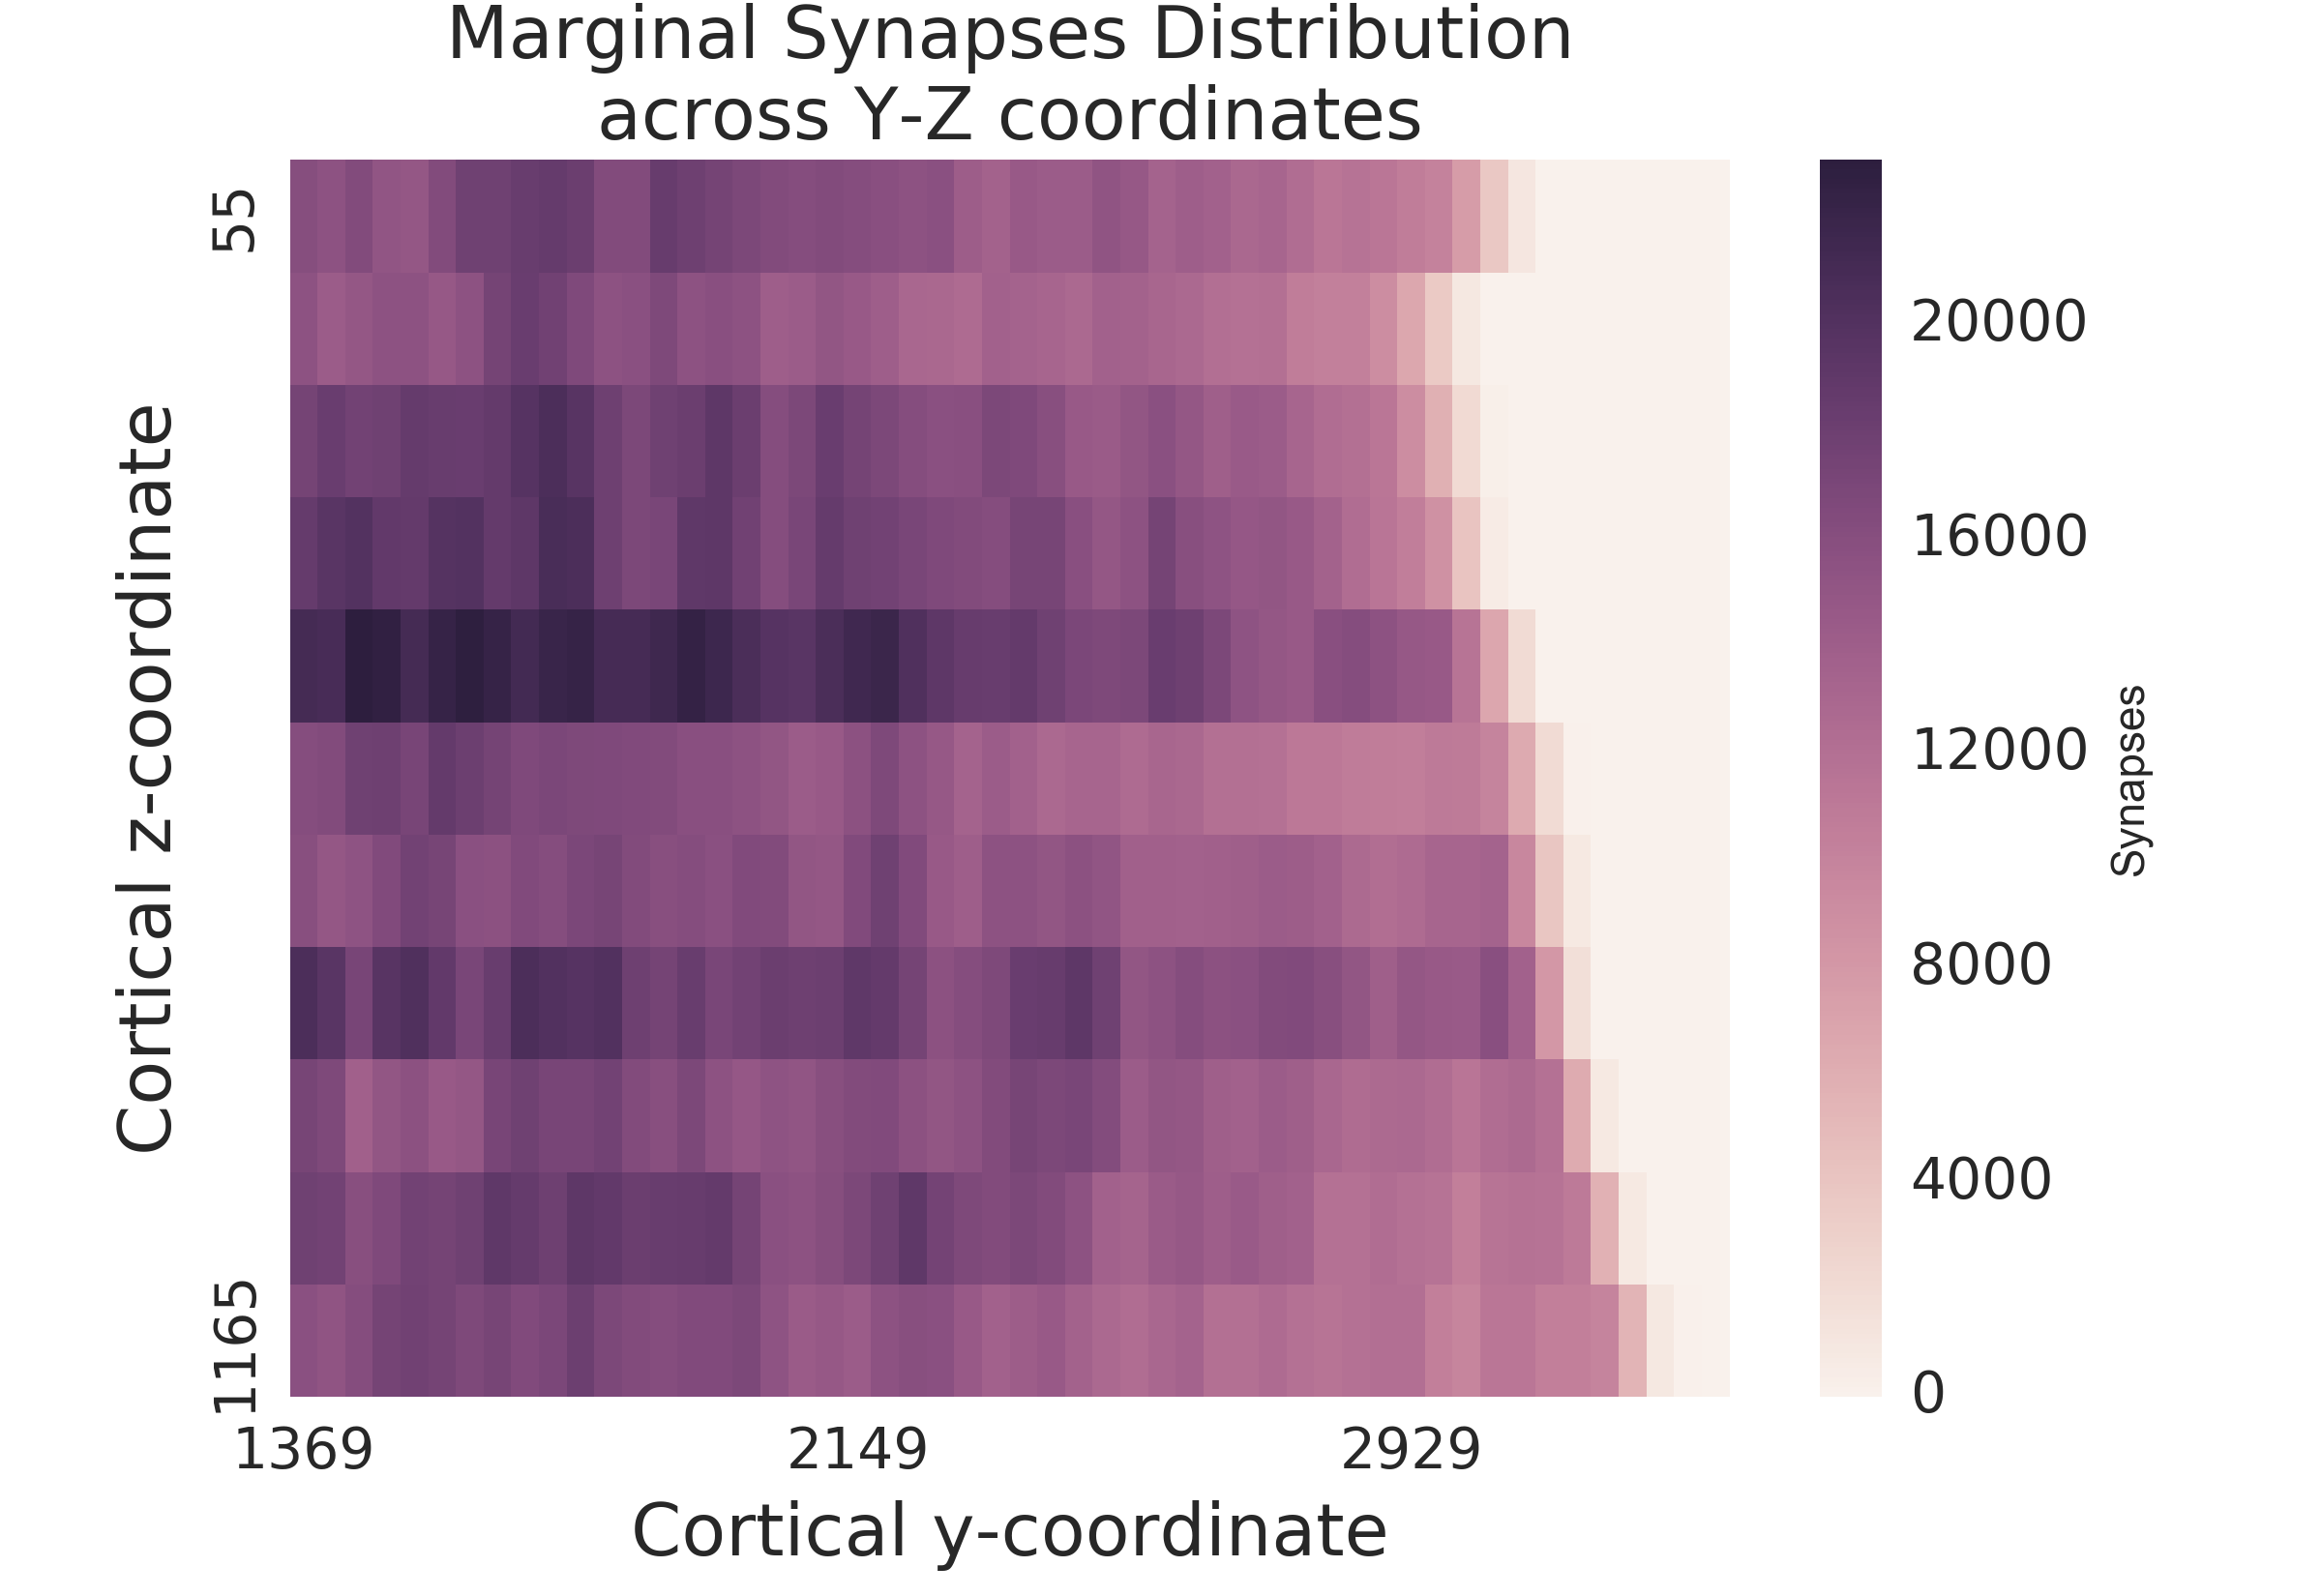 Marginal Synapses Distribution
across Y-Z coordinates
55
1165
Cortical z-coordinate
1369
2149
2929
Cortical y-coordinate
20000
16000
12000
8000
4000
0
Synapses